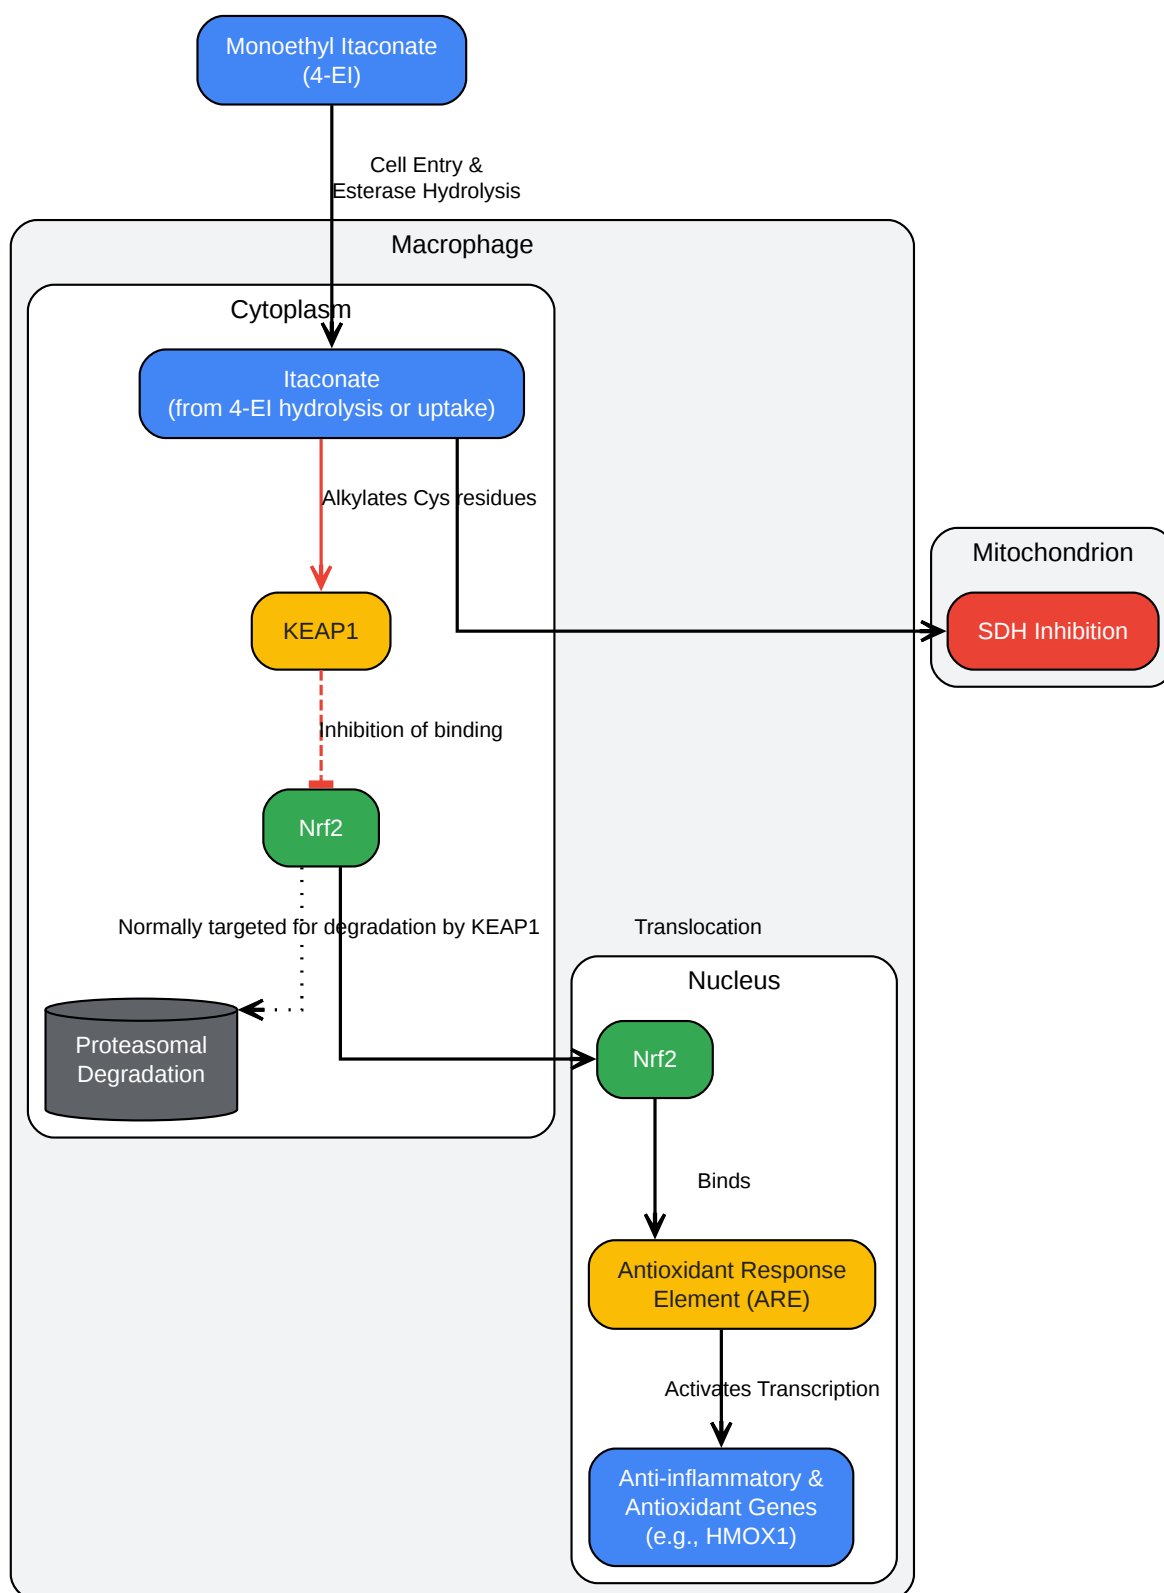 Monoethyl Itaconate
(4-EI)
Cell Entry &
Esterase Hydrolysis
Macrophage
Cytoplasm
Itaconate
(from 4-EI hydrolysis or uptake)
Alkylates Cys residues
Mitochondrion
KEAP1
SDH Inhibition
Inhibition of binding
Nrf2
Normally targeted for degradation by KEAP1
Translocation
Nucleus
Proteasomal
Degradation
Nrf2
Binds
Antioxidant Response
Element (ARE)
Activates Transcription
Anti-inflammatory &
Antioxidant Genes
(e.g., HMOX1)